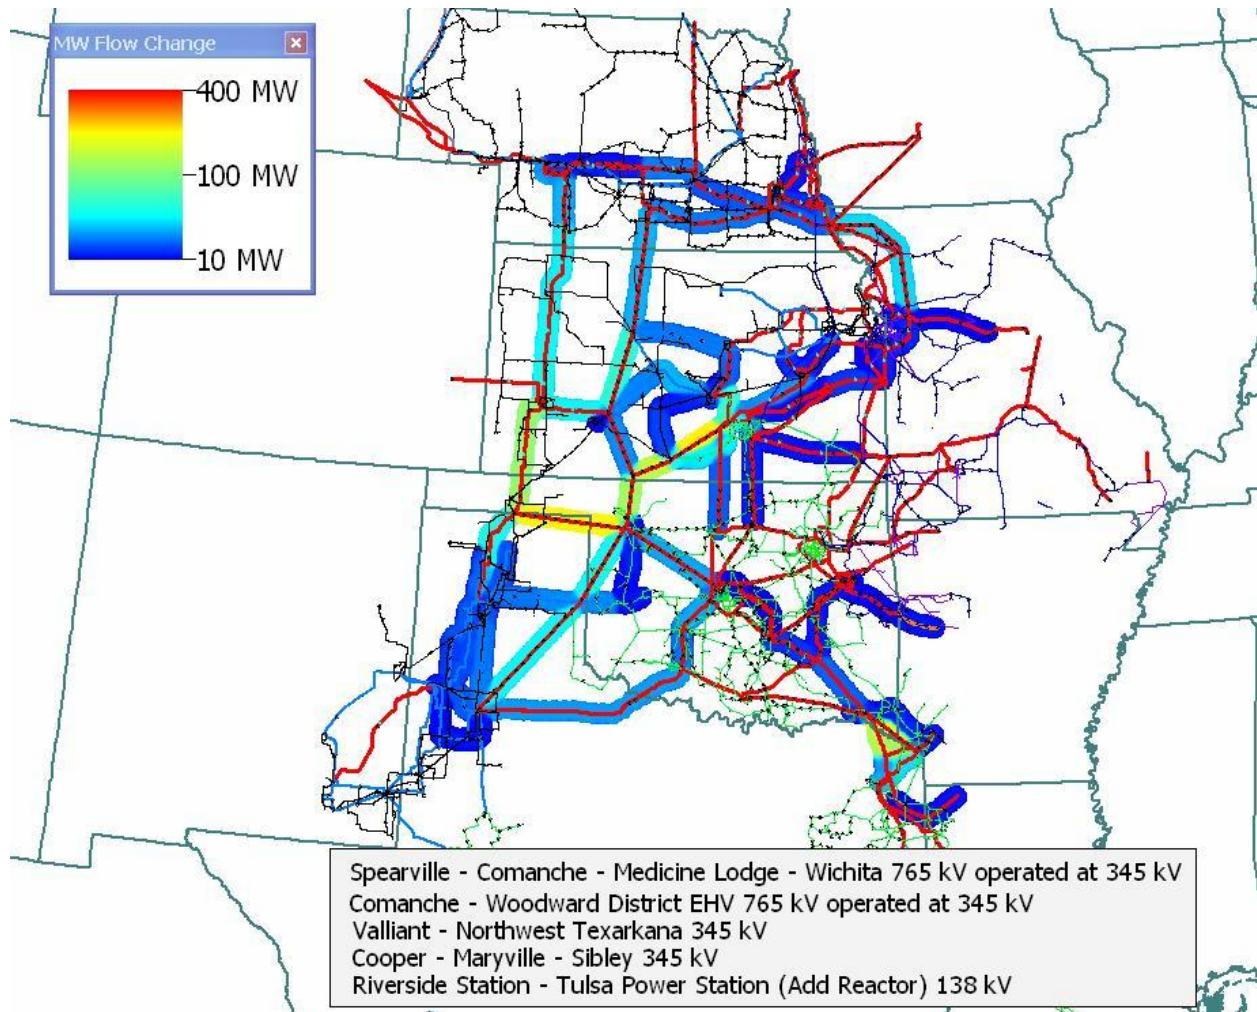 MW Flow Change
400 MW
100 MW
10 MW
Spearville - Comanche - Medicine Lodge - Wichita 765 kV operated at 345 kV
Comanche - Woodward District EHV 765 kV operated at 345 kV
Valliant - Northwest Texarkana 345 kV
Cooper - Maryville - Sibley 345 kV
Riverside Station - Tulsa Power Station (Add Reactor) 138 kV